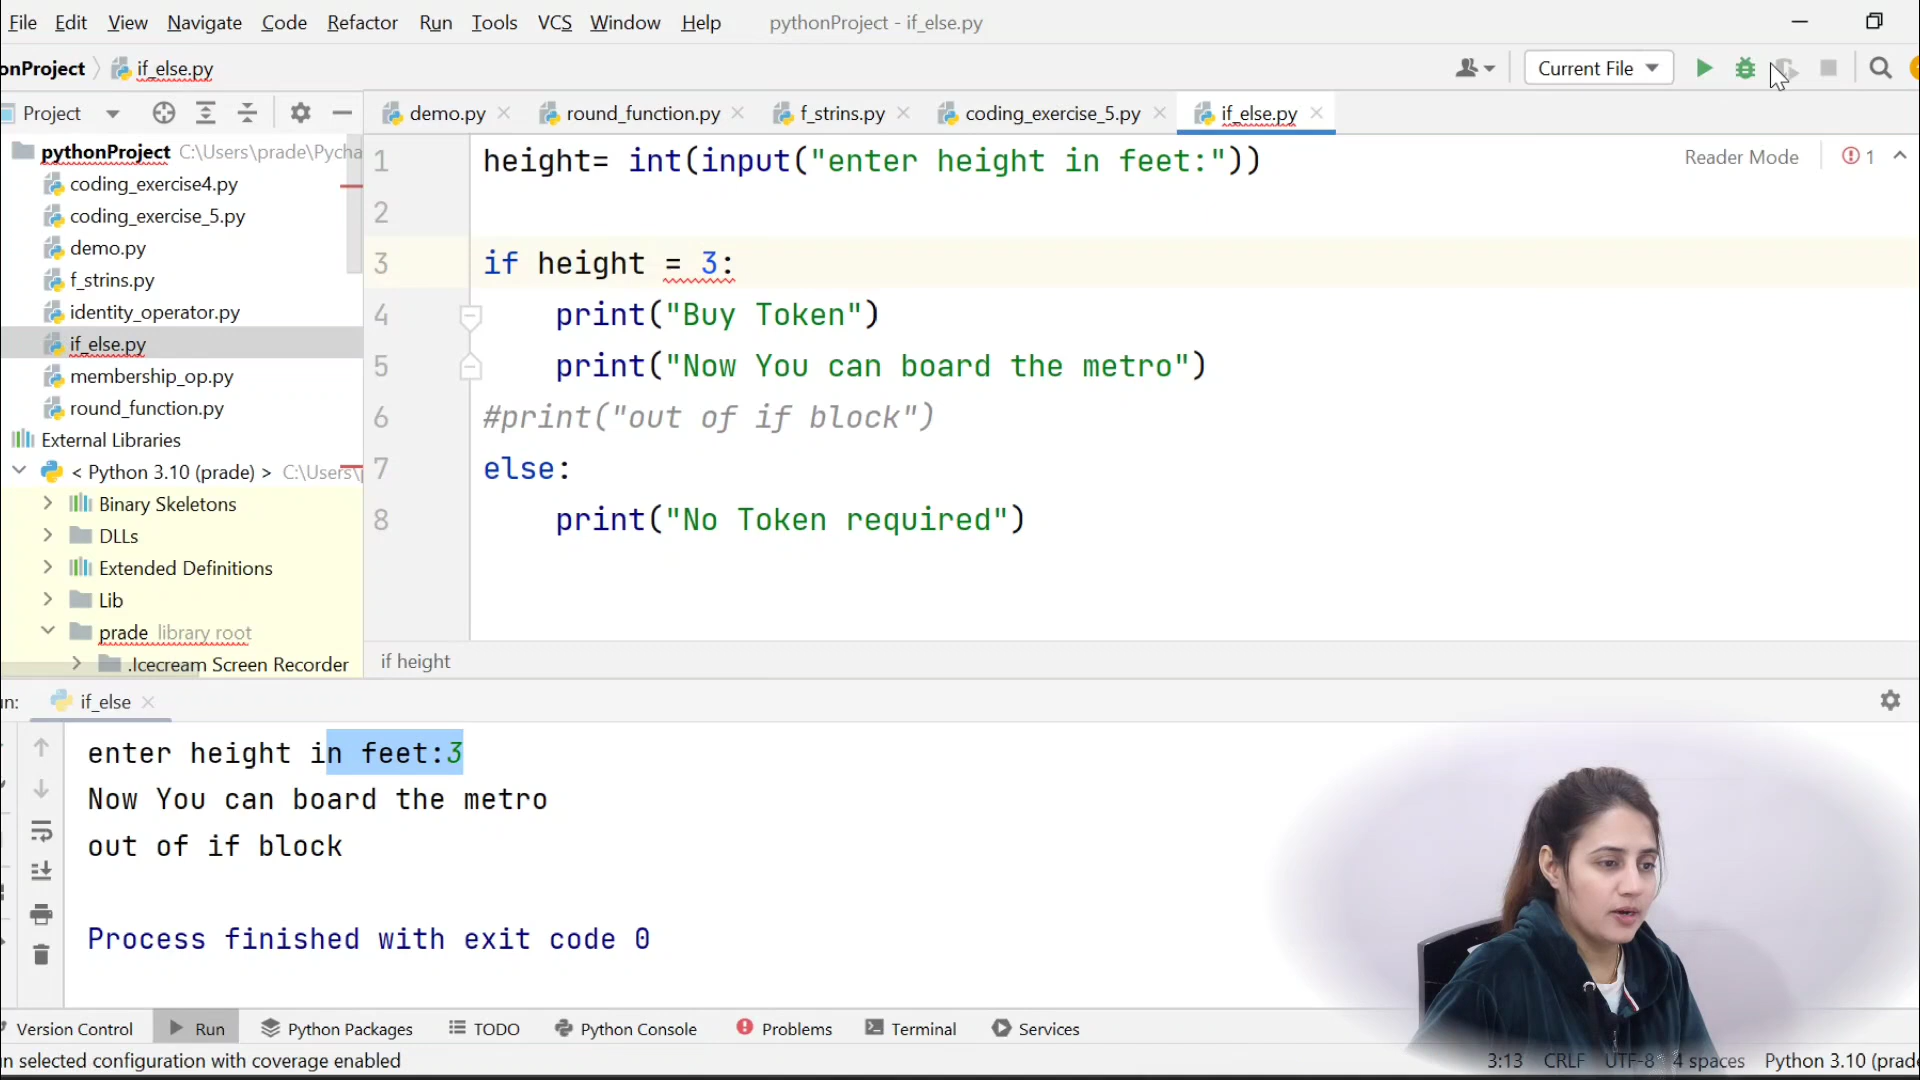 File Edit View Navigate Code Refactor Run Tools VCS Window Help pythonProject - if_else.py
onProject if_else.py Current File
Project demo.py round_function.py f_strins.py coding_exercise_5.py if_else.py
pythonProject C:\Users\prade\Pycha
coding_exercise4.py
coding_exercise_5.py
demo.py
f_strins.py
identity_operator.py
if_else.py
membership_op.py
round_function.py
External Libraries
< Python 3.10 (prade) > C:\Users\
Binary Skeletons
DLLs
Extended Definitions
Lib
prade library root
.Icecream Screen Recorder
Reader Mode 1
1 height= int(input("enter height in feet:"))
2
3 if height = 3:
4 print("Buy Token")
5 print("Now You can board the metro")
6 #print("out of if block")
7 else:
8 print("No Token required")
if height
un: if_else
enter height in feet:3
Now You can board the metro
out of if block
Process finished with exit code 0
Version Control Run Python Packages TODO Python Console Problems Terminal Services
n selected configuration with coverage enabled 3:13 CRLF UTF-8 4 spaces Python 3.10 (prade